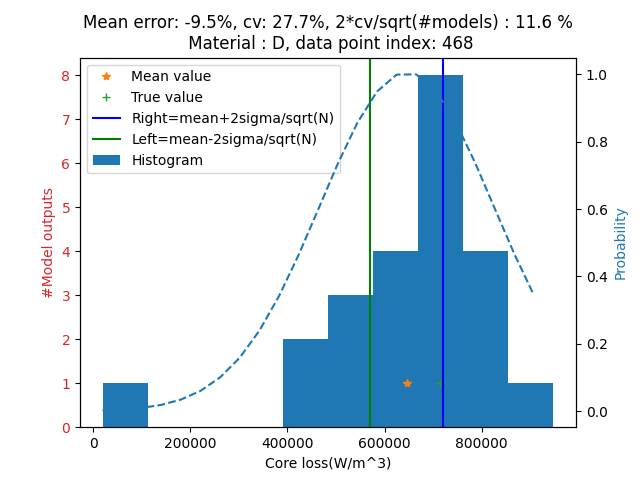 Mean error: -9.5%, cv: 27.7%, 2*cv/sqrt(#models) : 11.6 %
Material : D, data point index: 468
Mean value
True value
Right=mean+2sigma/sqrt(N)
Left=mean-2sigma/sqrt(N)
Histogram
#Model outputs
8
7
6
5
4
3
2
1
0
1.0
0.8
0.6
0.4
0.2
0.0
Probability
0
200000
400000
600000
800000
Core loss(W/m^3)